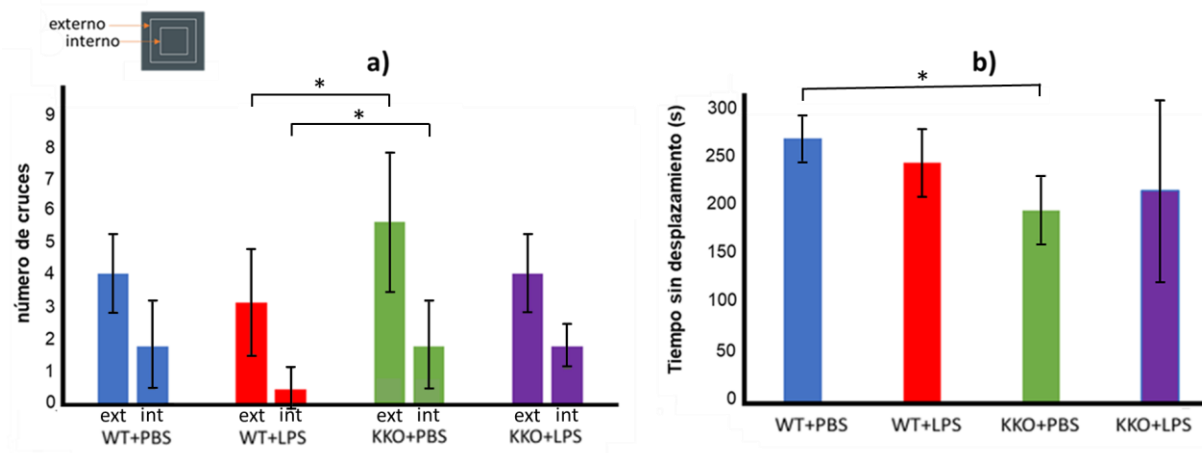 externo
interno
a)
*
*
número de cruces
9
8
7
6
5
4
3
2
1
0
ext int ext int ext int ext int
WT+PBS WT+LPS KKO+PBS KKO+LPS
b)
*
Tiempo sin desplazamiento (s)
300
250
200
150
100
50
0
WT+PBS WT+LPS KKO+PBS KKO+LPS